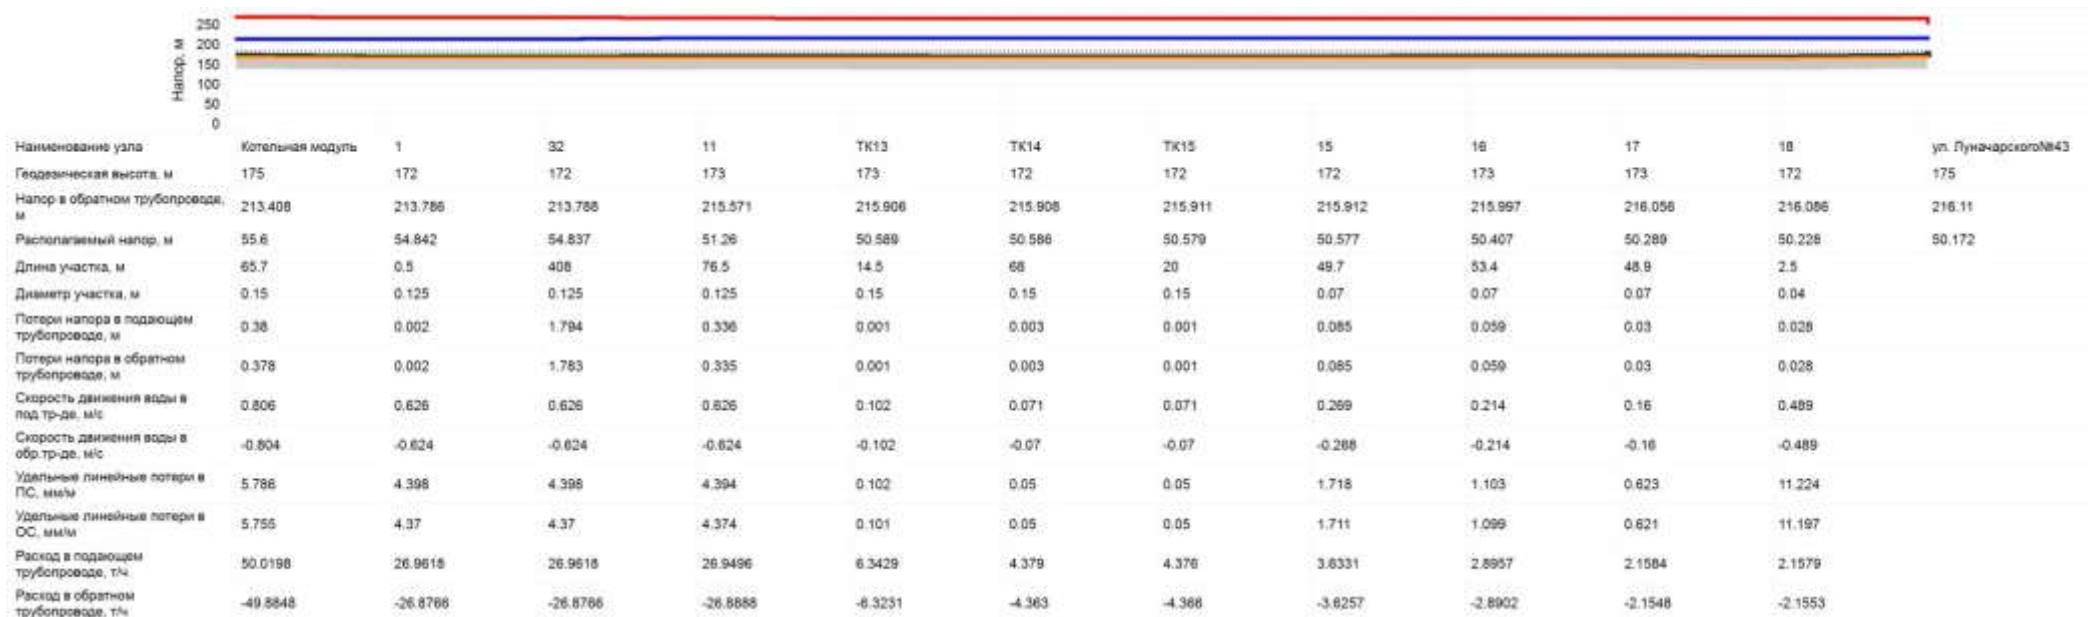 250
200
150
100
50
0
Напор, м
Наименование узла Котельная модуль 1 32 11 ТК13 ТК14 ТК15 15 16 17 18 ул. Луначарского№43
Геодезическая высота, м 175 172 172 173 173 172 172 172 173 173 172 175
Напор в обратном трубопроводе,
м 213.408 213.786 213.788 215.571 215.906 215.908 215.911 215.912 215.997 216.056 216.086 216.11
Располагаемый напор, м 55.6 54.842 54.837 51.26 50.589 50.586 50.579 50.577 50.407 50.289 50.228 50.172
Длина участка, м 65.7 0.5 408 76.5 14.5 68 20 49.7 53.4 48.9 2.5
Диаметр участка, м 0.15 0.125 0.125 0.125 0.15 0.15 0.15 0.07 0.07 0.07 0.04
Потери напора в подающем
трубопроводе, м 0.38 0.002 1.794 0.336 0.001 0.003 0.001 0.085 0.059 0.03 0.028
Потери напора в обратном
трубопроводе, м 0.378 0.002 1.783 0.335 0.001 0.003 0.001 0.085 0.059 0.03 0.028
Скорость движения воды в
под.тр-де, м/с 0.806 0.626 0.626 0.626 0.102 0.071 0.071 0.269 0.214 0.16 0.489
Скорость движения воды в
обр.тр-де, м/с -0.804 -0.624 -0.624 -0.624 -0.102 -0.07 -0.07 -0.268 -0.214 -0.16 -0.489
Удельные линейные потери в
ПС, мм/м 5.786 4.398 4.398 4.394 0.102 0.05 0.05 1.718 1.103 0.623 11.224
Удельные линейные потери в
ОС, мм/м 5.755 4.37 4.37 4.374 0.101 0.05 0.05 1.711 1.099 0.621 11.197
Расход в подающем
трубопроводе, т/ч 50.0198 26.9618 26.9618 26.9496 6.3429 4.379 4.376 3.6331 2.8957 2.1584 2.1579
Расход в обратном
трубопроводе, т/ч -49.8848 -26.8766 -26.8766 -26.8888 -6.3231 -4.363 -4.366 -3.6257 -2.8902 -2.1548 -2.1553